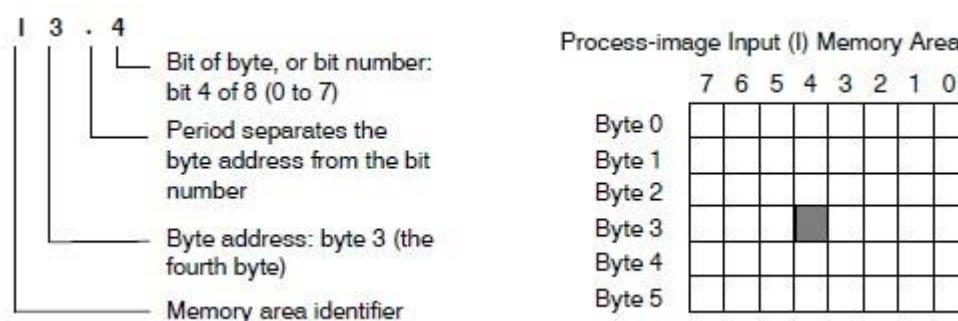 I 3 . 4
Bit of byte, or bit number:
bit 4 of 8 (0 to 7)
Period separates the
byte address from the bit
number
Byte address: byte 3 (the
fourth byte)
Memory area identifier
Process-image Input (I) Memory Area
7 6 5 4 3 2 1 0
Byte 0
Byte 1
Byte 2
Byte 3
Byte 4
Byte 5